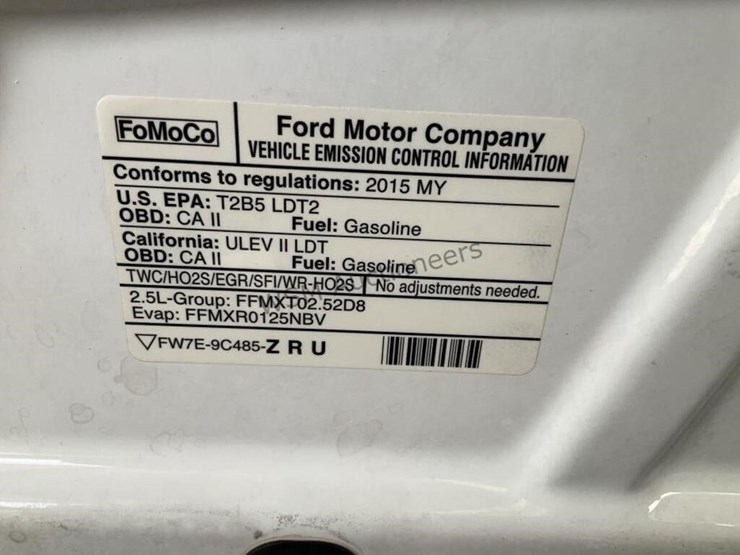 FoMoCo
Ford Motor Company
VEHICLE EMISSION CONTROL INFORMATION
Conforms to regulations: 2015 MY
U.S. EPA: T2B5 LDT2
OBD: CA II Fuel: Gasoline
California: ULEV II LDT
OBD: CA II Fuel: Gasoline
TWC/HO2S/EGR/SFI/WR-HO2S No adjustments needed.
2.5L-Group: FFMXT02.52D8
Evap: FFMXR0125NBV
FW7E-9C485-Z R U